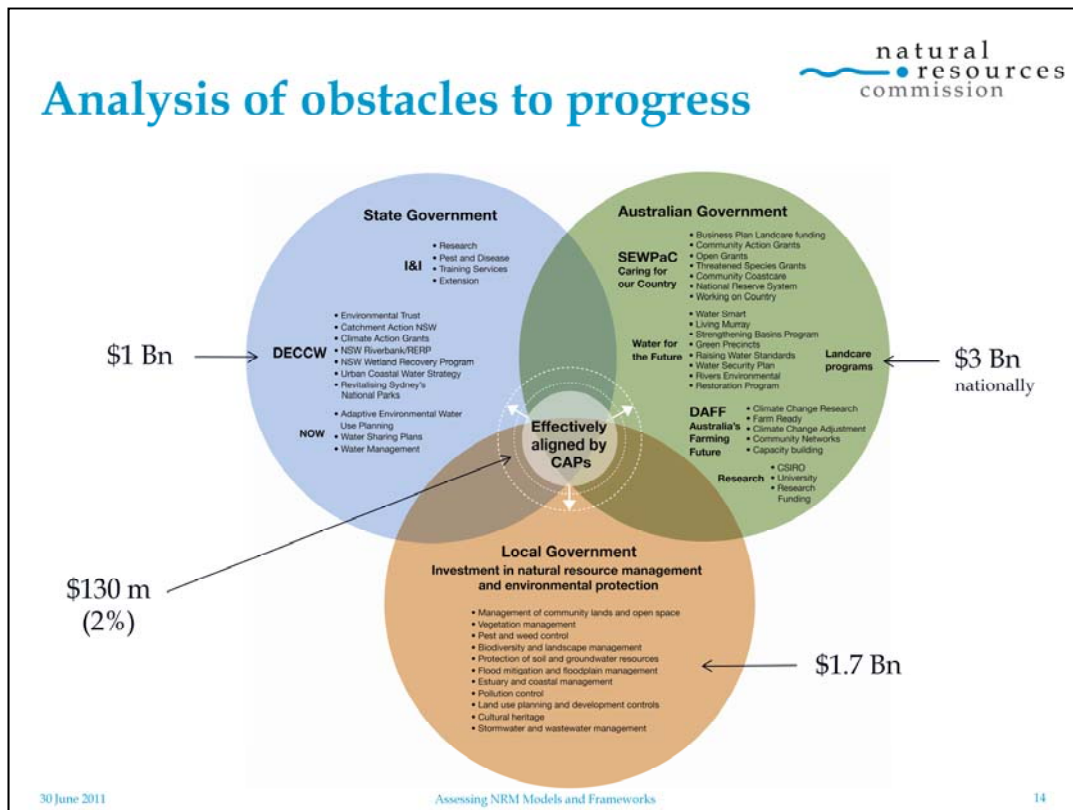 natural
resources
commission
Analysis of obstacles to progress
State Government
I&I
• Research
• Pest and Disease
• Training Services
• Extension
DECCW
• Environmental Trust
• Catchment Action NSW
• Climate Action Grants
• NSW Riverbank/RERP
• NSW Wetland Recovery Program
• Urban Coastal Water Strategy
• Revitalising Sydney's
National Parks
NOW
• Adaptive Environmental Water
Use Planning
• Water Sharing Plans
• Water Management
$1 Bn
Australian Government
SEWPaC
Caring for
our Country
• Business Plan Landcare funding
• Community Action Grants
• Open Grants
• Threatened Species Grants
• Community Coastcare
• National Reserve System
• Working on Country
Water for
the Future
• Water Smart
• Living Murray
• Strengthening Basins Program
• Green Precincts
• Raising Water Standards
• Water Security Plan
• Rivers Environmental
• Restoration Program
Landcare
programs
DAFF
Australia's
Farming
Future
• Climate Change Research
• Farm Ready
• Climate Change Adjustment
• Community Networks
• Capacity building
Research
• CSIRO
• University
• Research
Funding
$3 Bn
nationally
Effectively
aligned by
CAPs
$130 m
(2%)
Local Government
Investment in natural resource management
and environmental protection
• Management of community lands and open space
• Vegetation management
• Pest and weed control
• Biodiversity and landscape management
• Protection of soil and groundwater resources
• Flood mitigation and floodplain management
• Estuary and coastal management
• Pollution control
• Land use planning and development controls
• Cultural heritage
• Stormwater and wastewater management
$1.7 Bn
30 June 2011
Assessing NRM Models and Frameworks
14